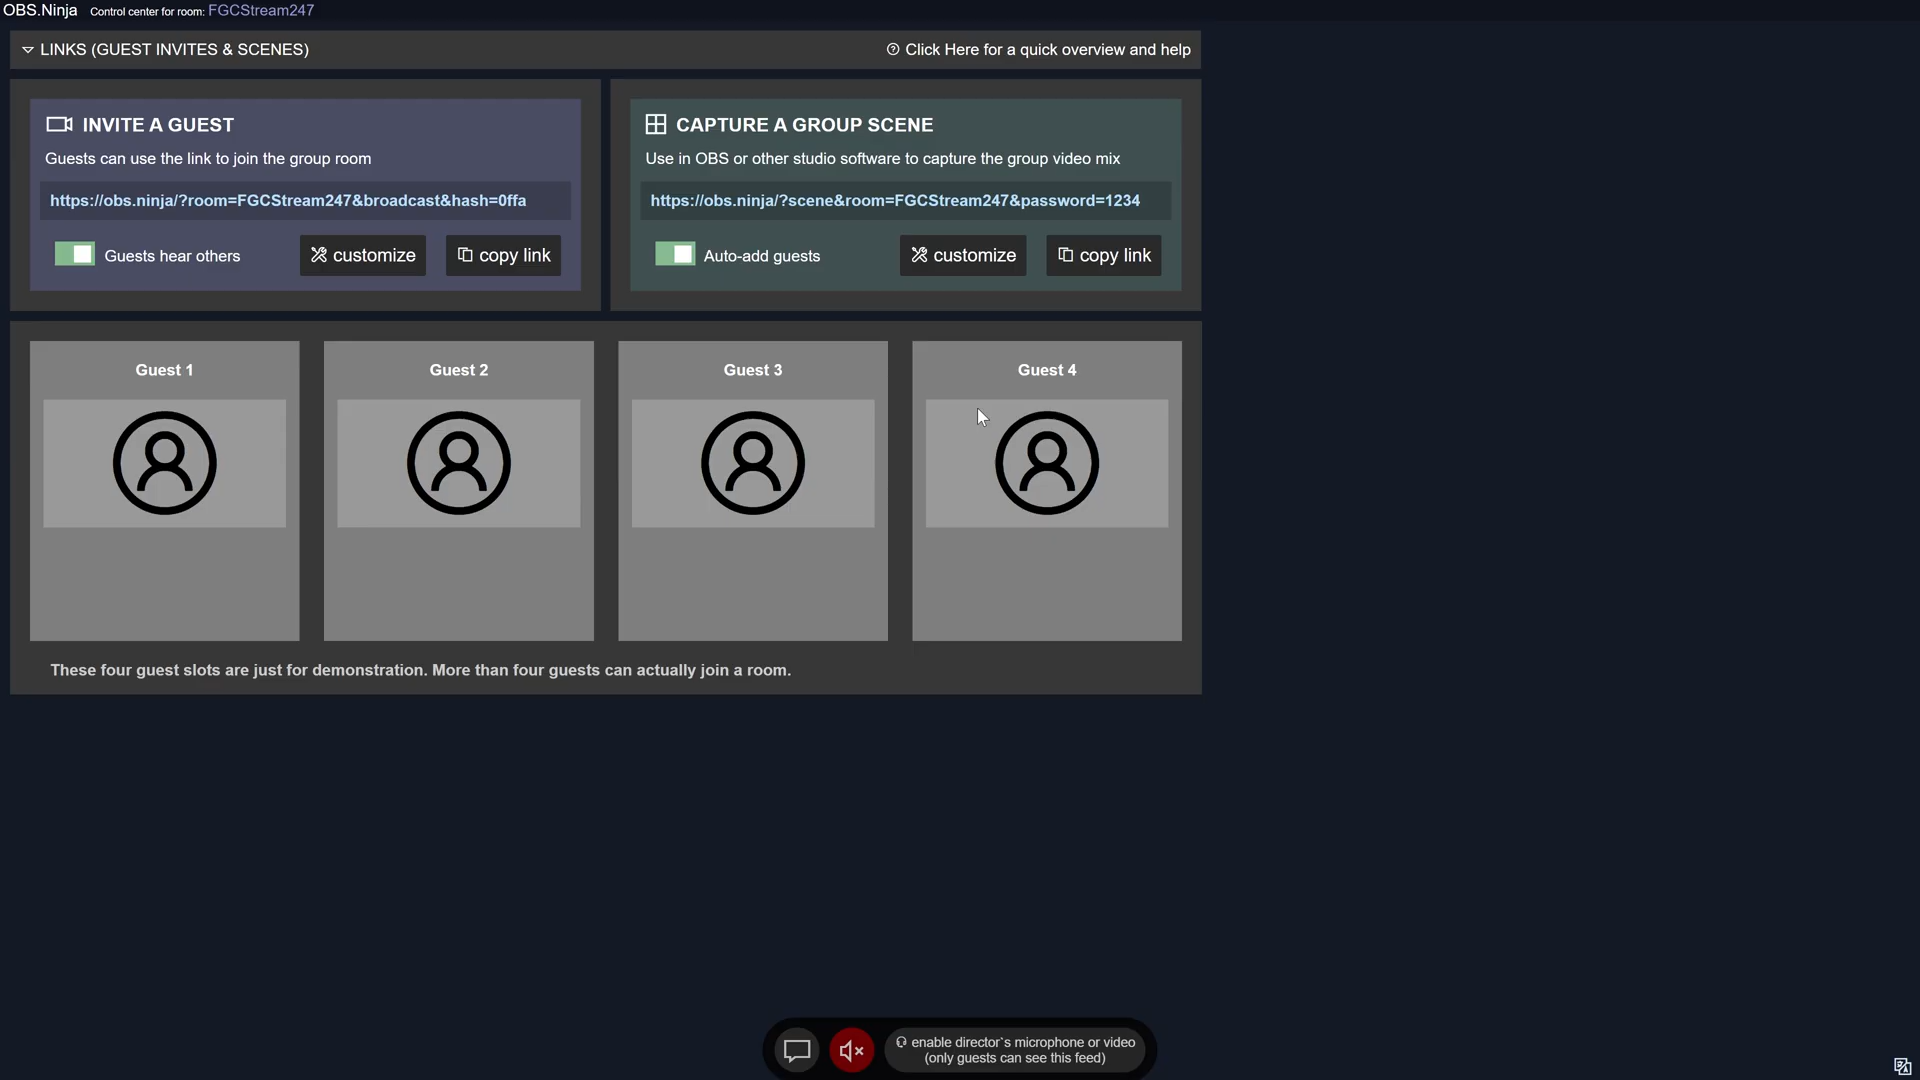 OBS.Ninja Control center for room: FGCStream247
LINKS (GUEST INVITES & SCENES)
Click Here for a quick overview and help
INVITE A GUEST
Guests can use the link to join the group room
https://obs.ninja/?room=FGCStream247&broadcast&hash=0ffa
Guests hear others
customize
copy link
CAPTURE A GROUP SCENE
Use in OBS or other studio software to capture the group video mix
https://obs.ninja/?scene&room=FGCStream247&password=1234
Auto-add guests
customize
copy link
Guest 1
Guest 2
Guest 3
Guest 4
These four guest slots are just for demonstration. More than four guests can actually join a room.
enable director`s microphone or video
(only guests can see this feed)